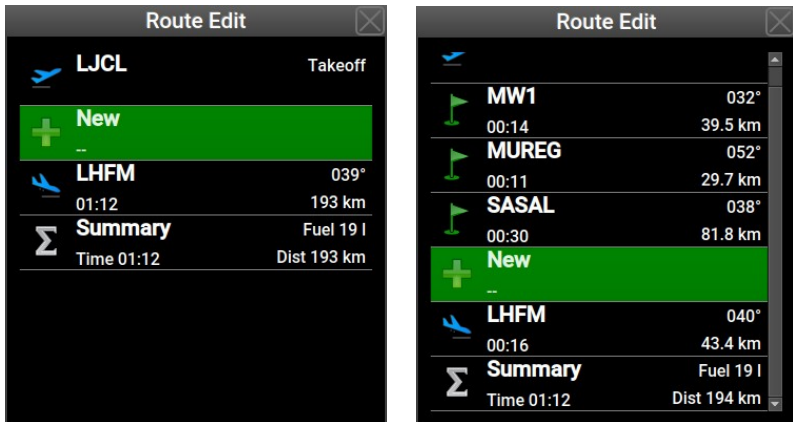 Route Edit
LJCL Takeoff
New
--
LHFM 039°
01:12 193 km
Summary Fuel 19 l
Time 01:12 Dist 193 km
Route Edit
MW1 032°
00:14 39.5 km
MUREG 052°
00:11 29.7 km
SASAL 038°
00:30 81.8 km
New
--
LHFM 040°
00:16 43.4 km
Summary Fuel 19 l
Time 01:12 Dist 194 km